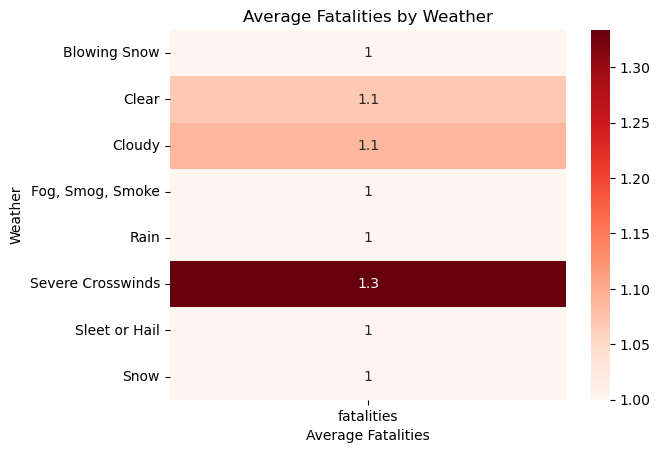 Average Fatalities by Weather
Weather
Blowing Snow 1
Clear 1.1
Cloudy 1.1
Fog, Smog, Smoke 1
Rain 1
Severe Crosswinds 1.3
Sleet or Hail 1
Snow 1
fatalities
Average Fatalities
1.30
1.25
1.20
1.15
1.10
1.05
1.00